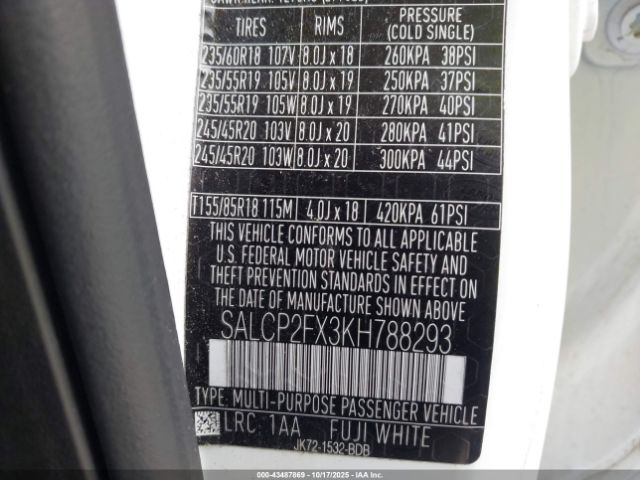 TIRES RIMS PRESSURE (COLD SINGLE)
235/60R18 107V 8.0J x 18 260KPA 38PSI
235/55R19 105V 8.0J x 19 250KPA 37PSI
235/55R19 105W 8.0J x 19 270KPA 40PSI
245/45R20 103V 8.0J x 20 280KPA 41PSI
245/45R20 103W 8.0J x 20 300KPA 44PSI
T155/85R18 115M 4.0J x 18 420KPA 61PSI
THIS VEHICLE CONFORMS TO ALL APPLICABLE
U.S. FEDERAL MOTOR VEHICLE SAFETY AND
THEFT PREVENTION STANDARDS IN EFFECT ON
THE DATE OF MANUFACTURE SHOWN ABOVE
SALCP2FX3KH788293
TYPE: MULTI-PURPOSE PASSENGER VEHICLE
LRC 1AA FUJI WHITE
JK72-1532-BDB
000-43487869 - 10/17/2025 - IAAI.com